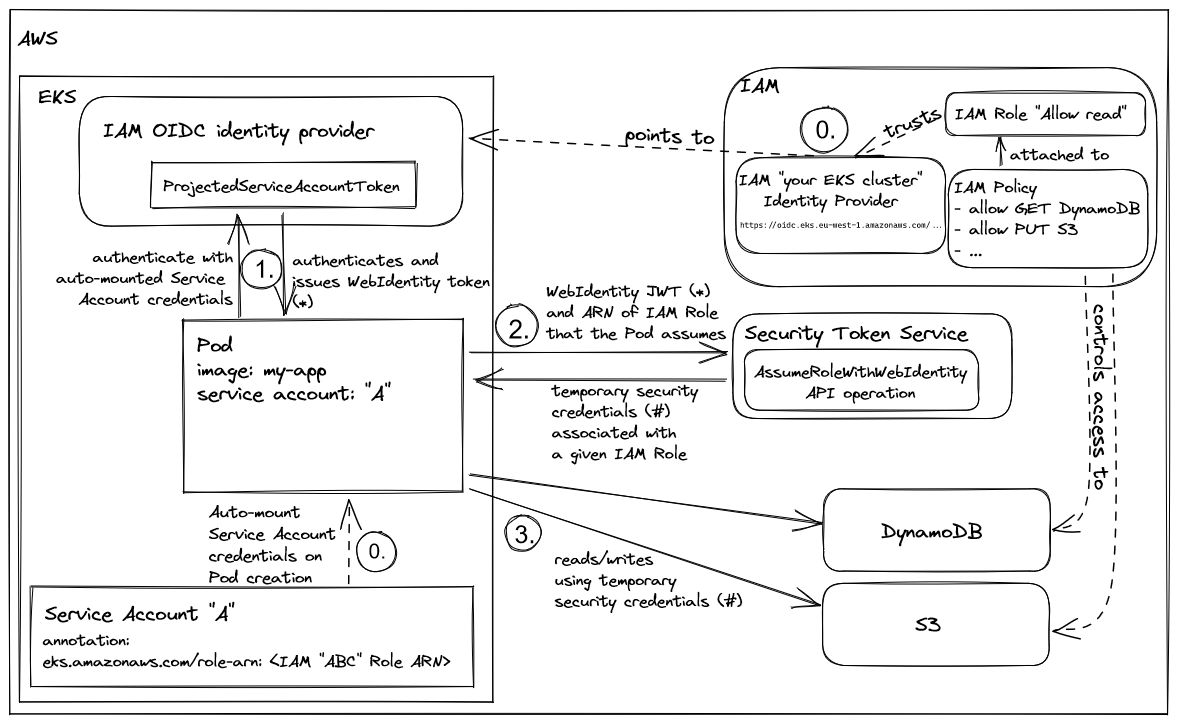 AWS
EKS
IAM OIDC identity provider
ProjectedServiceAccountToken
authenticate with
auto-mounted Service
Account credentials
1.
authenticates and
issues WebIdentity token
(*)
Pod
image: my-app
service account: "A"
Auto-mount
Service Account
credentials on
Pod creation
0.
Service Account "A"
annotation:
eks.amazonaws.com/role-arn: <IAM "ABC" Role ARN>
points to
IAM
0.
trusts
IAM Role "Allow read"
attached to
IAM "your EKS cluster"
Identity Provider
https://oidc.eks.eu-west-1.amazonaws.com/...
IAM Policy
- allow GET DynamoDB
- allow PUT S3
- ...
2.
WebIdentity JWT (*)
and ARN of IAM Role
that the Pod assumes
Security Token Service
AssumeRoleWithWebIdentity
API operation
temporary security
credentials (#)
associated with
a given IAM Role
controls access to
3.
reads/writes
using temporary
security credentials (#)
DynamoDB
S3